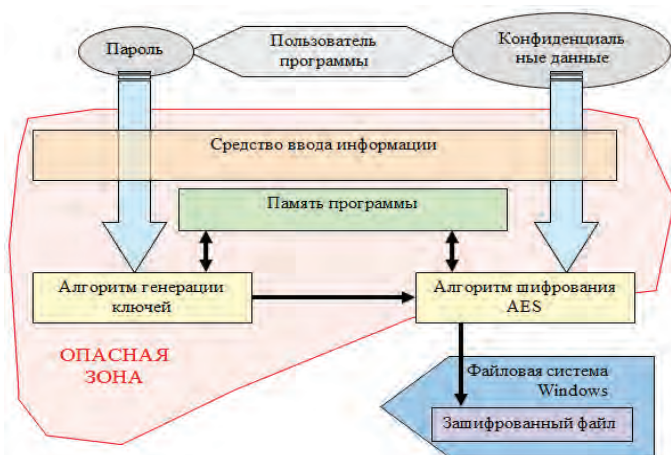 Пароль
Пользователь
программы
Конфиденциаль
ные данные
Средство ввода информации
Память программы
Алгоритм генерации
ключей
Алгоритм шифрования
AES
ОПАСНАЯ
ЗОНА
Файловая система
Windows
Зашифрованный файл